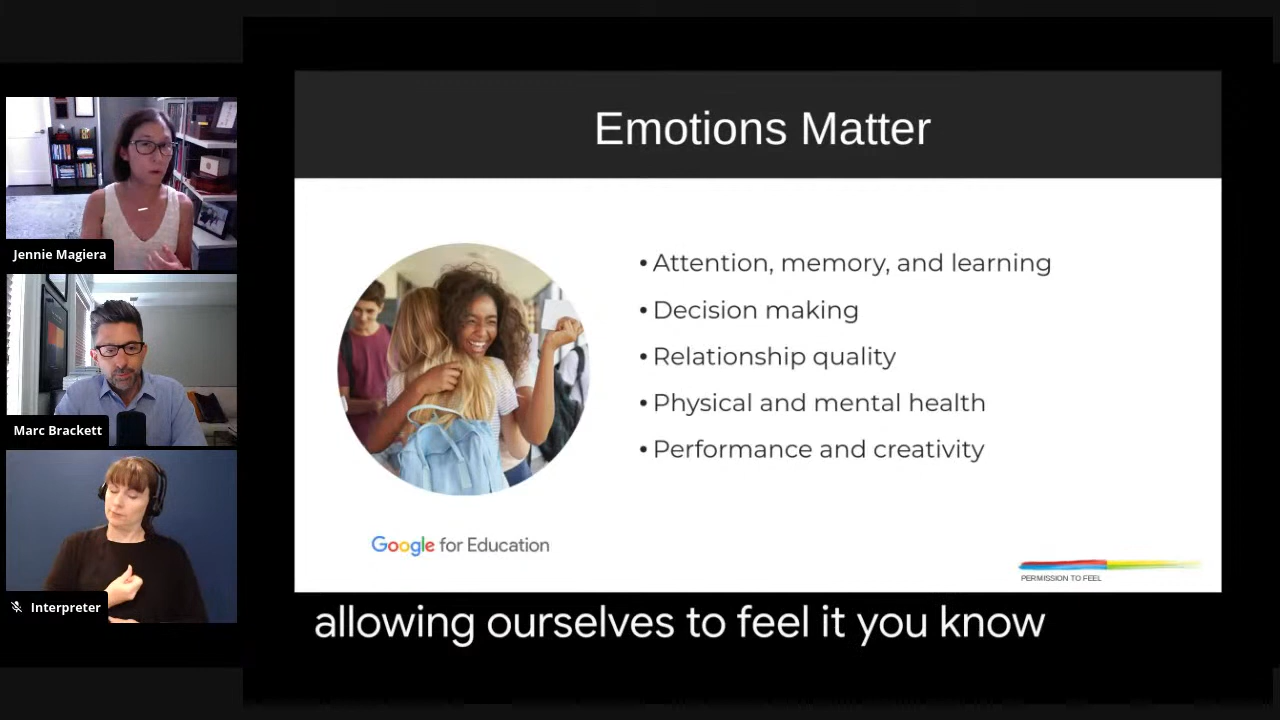 Emotions Matter
Jennie Magiera
Marc Brackett
Interpreter
• Attention, memory, and learning
• Decision making
• Relationship quality
• Physical and mental health
• Performance and creativity
Google for Education
PERMISSION TO FEEL
allowing ourselves to feel it you know